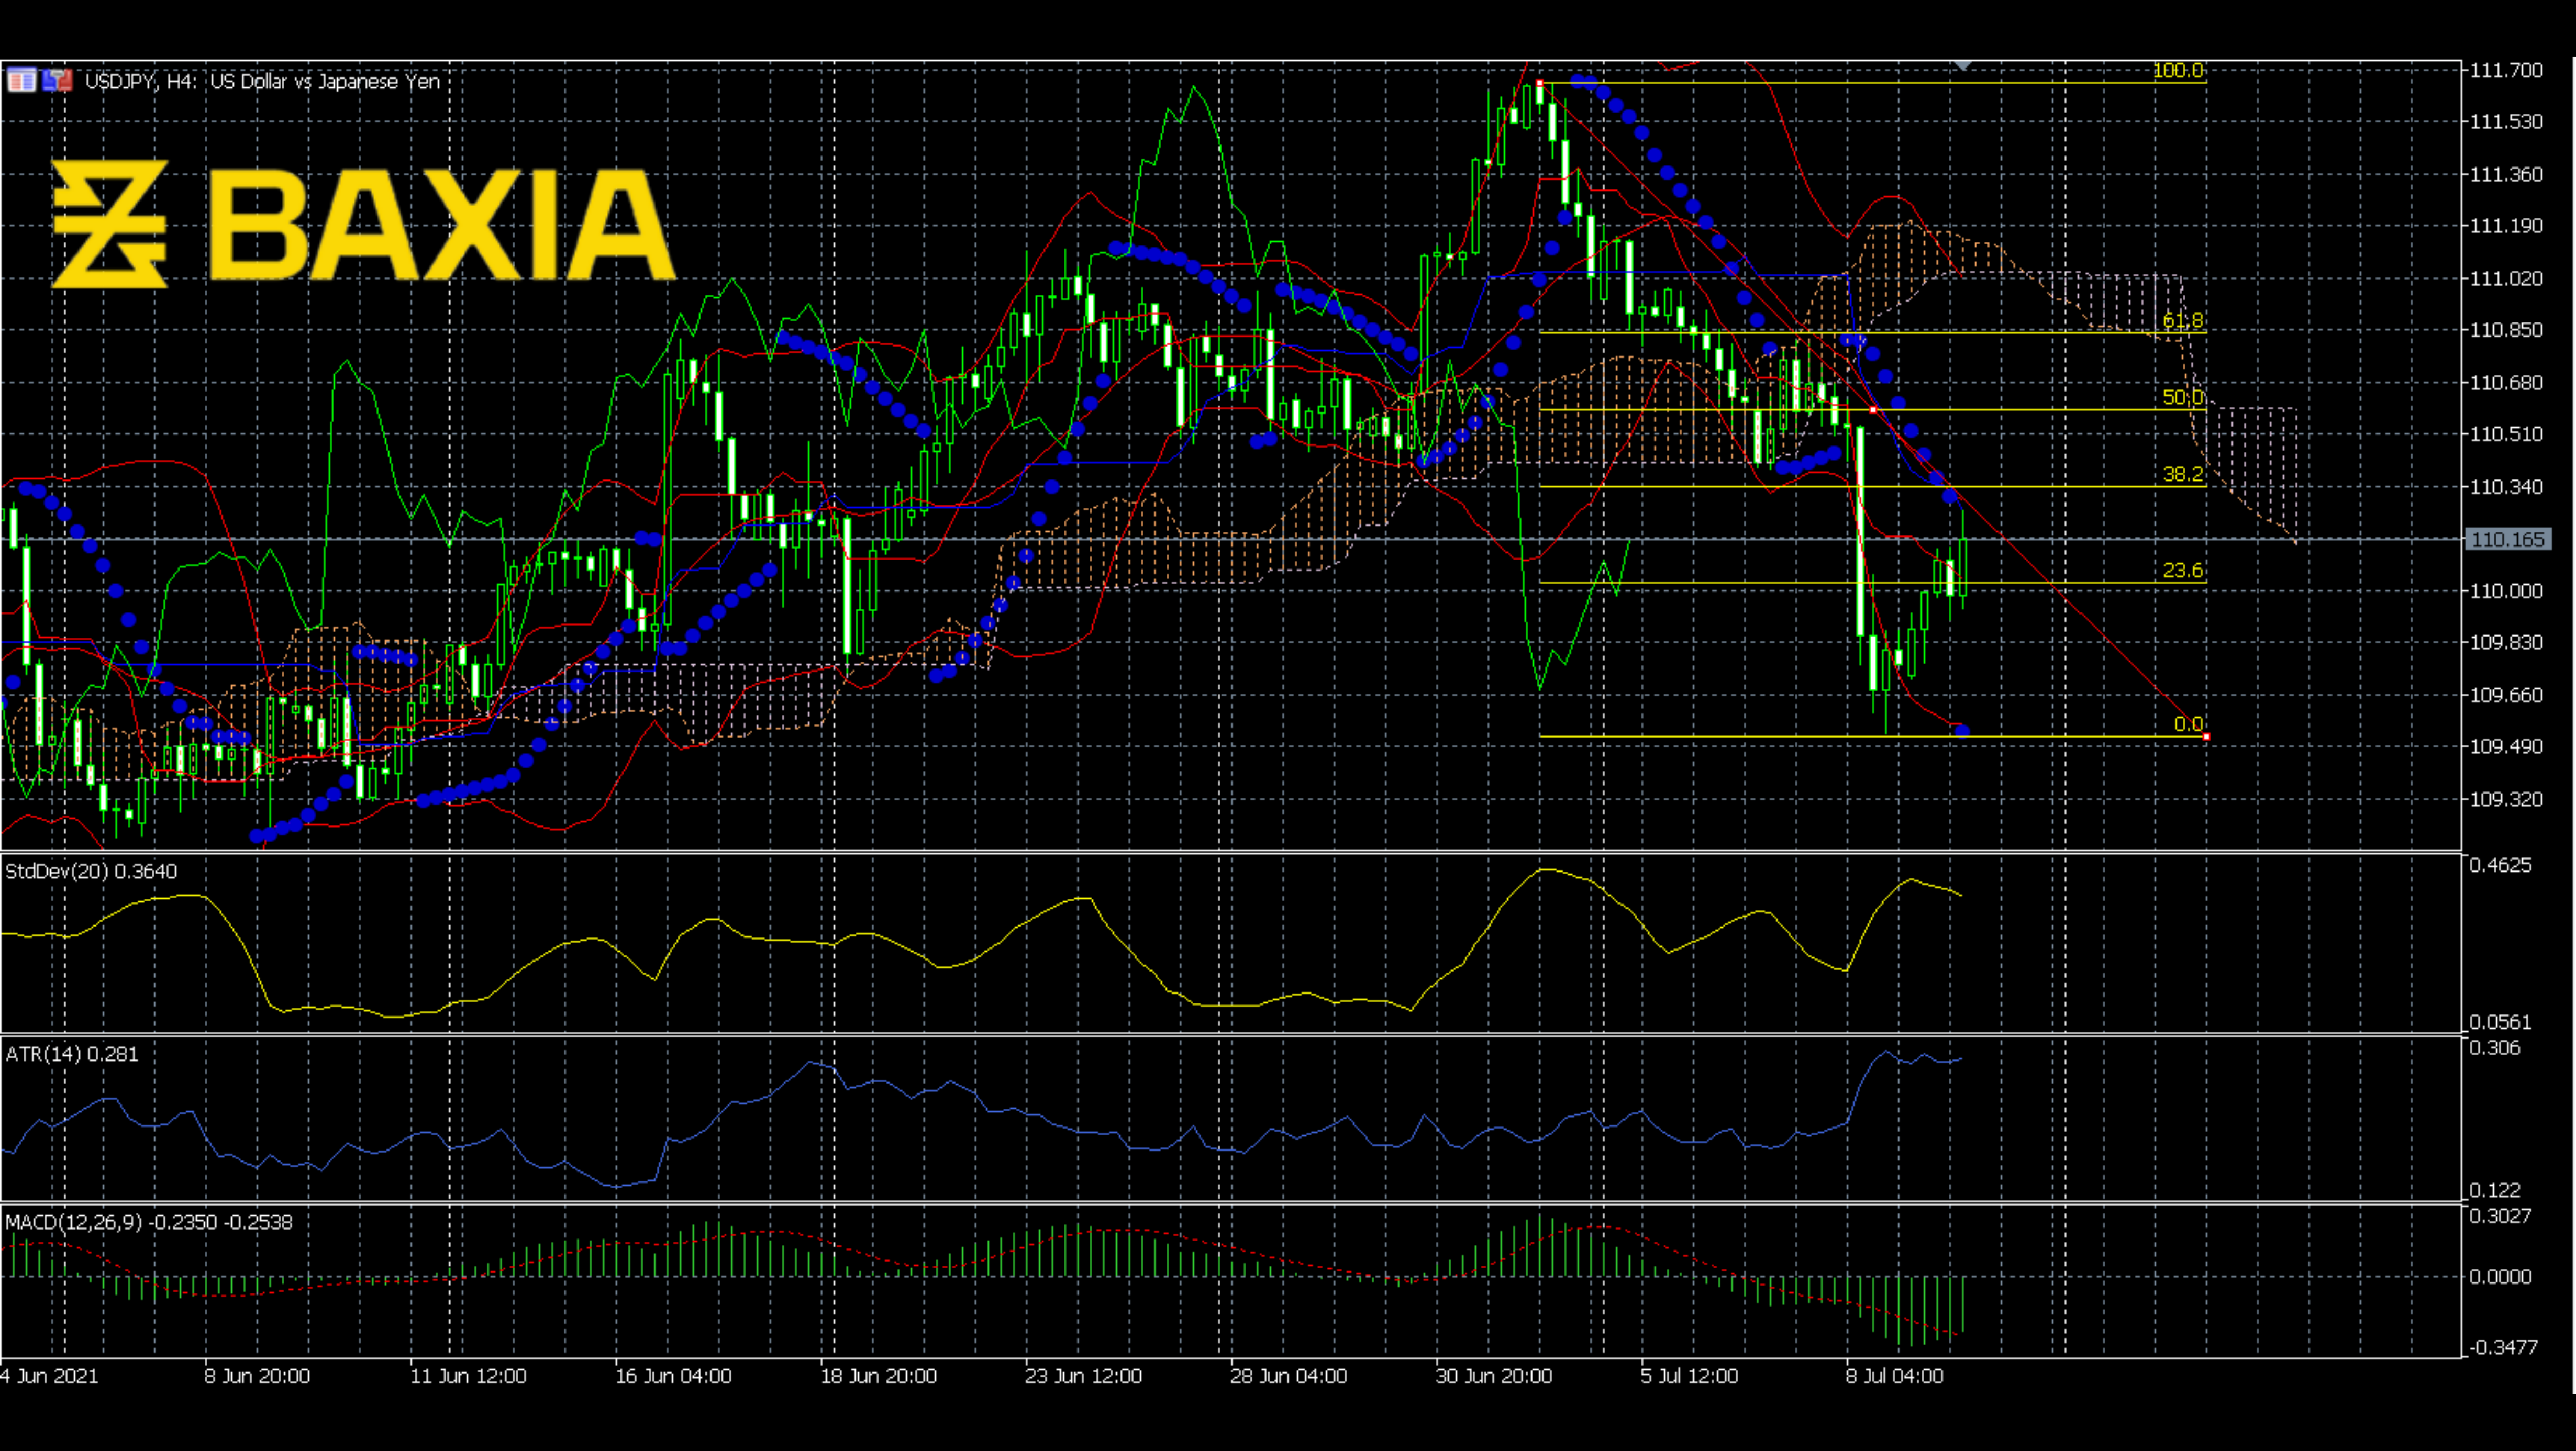 USDJPY, H4: US Dollar vs Japanese Yen
BAXIA
100.0
61.8
50.0
38.2
23.6
0.0
111.700
111.530
111.360
111.190
111.020
110.850
110.680
110.510
110.340
110.165
110.000
109.830
109.660
109.490
109.320
StdDev(20) 0.3640
0.4625
0.0561
ATR(14) 0.281
0.306
0.122
MACD(12,26,9) -0.2350 -0.2538
0.3027
0.0000
-0.3477
4 Jun 2021
8 Jun 20:00
11 Jun 12:00
16 Jun 04:00
18 Jun 20:00
23 Jun 12:00
28 Jun 04:00
30 Jun 20:00
5 Jul 12:00
8 Jul 04:00